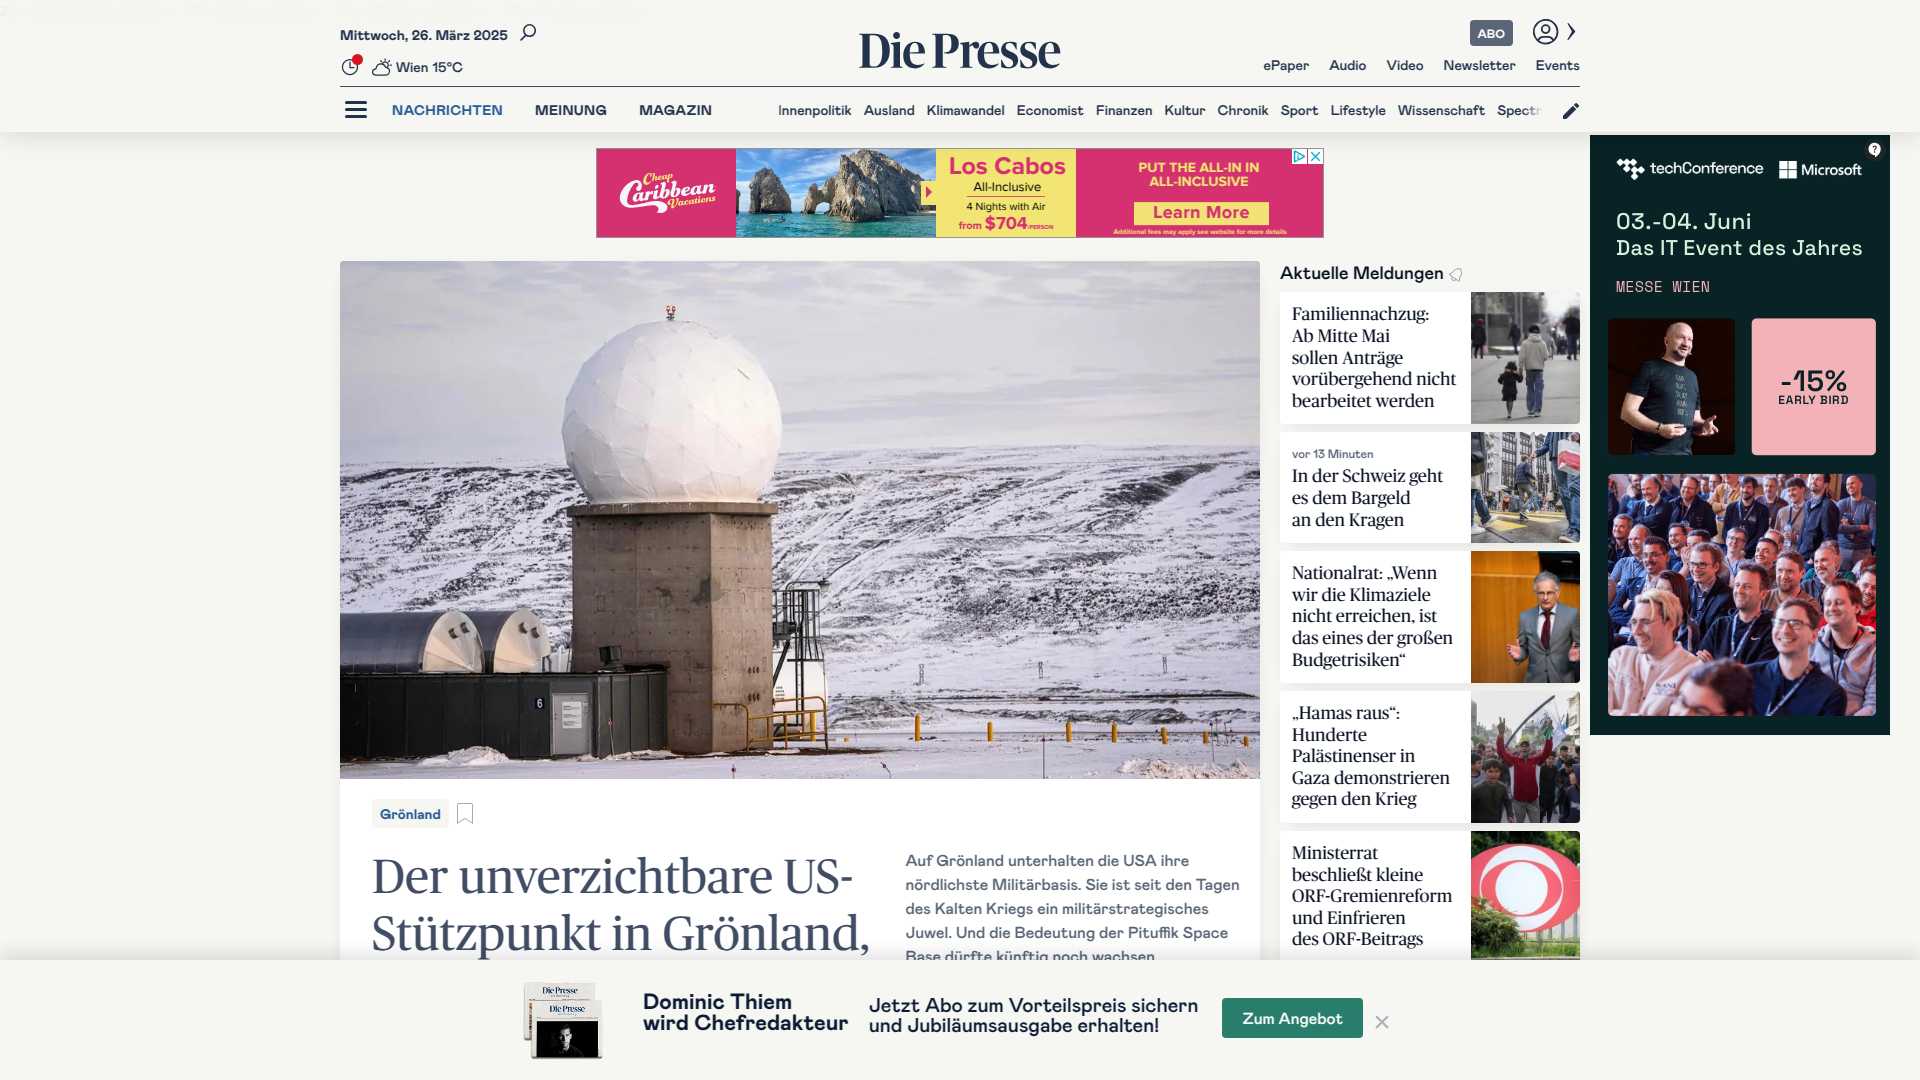 Mittwoch, 26. März 2025
Wien 15°C
Die Presse
ABO
ePaper Audio Video Newsletter Events
NACHRICHTEN MEINUNG MAGAZIN
Innenpolitik Ausland Klimawandel Economist Finanzen Kultur Chronik Sport Lifestyle Wissenschaft Spectr
Cheap
Caribbean
Vacations
Los Cabos
All-Inclusive
4 Nights with Air
from $704/PERSON
PUT THE ALL-IN IN
ALL-INCLUSIVE
Learn More
Additional fees may apply see website for more details
techConference Microsoft
03.-04. Juni
Das IT Event des Jahres
MESSE WIEN
-15%
EARLY BIRD
6
Grönland
Der unverzichtbare US-
Stützpunkt in Grönland,
Auf Grönland unterhalten die USA ihre
nördlichste Militärbasis. Sie ist seit den Tagen
des Kalten Kriegs ein militärstrategisches
Juwel. Und die Bedeutung der Pituffik Space
Base dürfte künftig noch wachsen.
Aktuelle Meldungen
Familiennachzug:
Ab Mitte Mai
sollen Anträge
vorübergehend nicht
bearbeitet werden
vor 13 Minuten
In der Schweiz geht
es dem Bargeld
an den Kragen
Nationalrat: „Wenn
wir die Klimaziele
nicht erreichen, ist
das eines der großen
Budgetrisiken“
„Hamas raus“:
Hunderte
Palästinenser in
Gaza demonstrieren
gegen den Krieg
Ministerrat
beschließt kleine
ORF-Gremienreform
und Einfrieren
des ORF-Beitrags
Die Presse
Die Presse
Dominic Thiem
wird Chefredakteur
Jetzt Abo zum Vorteilspreis sichern
und Jubiläumsausgabe erhalten!
Zum Angebot